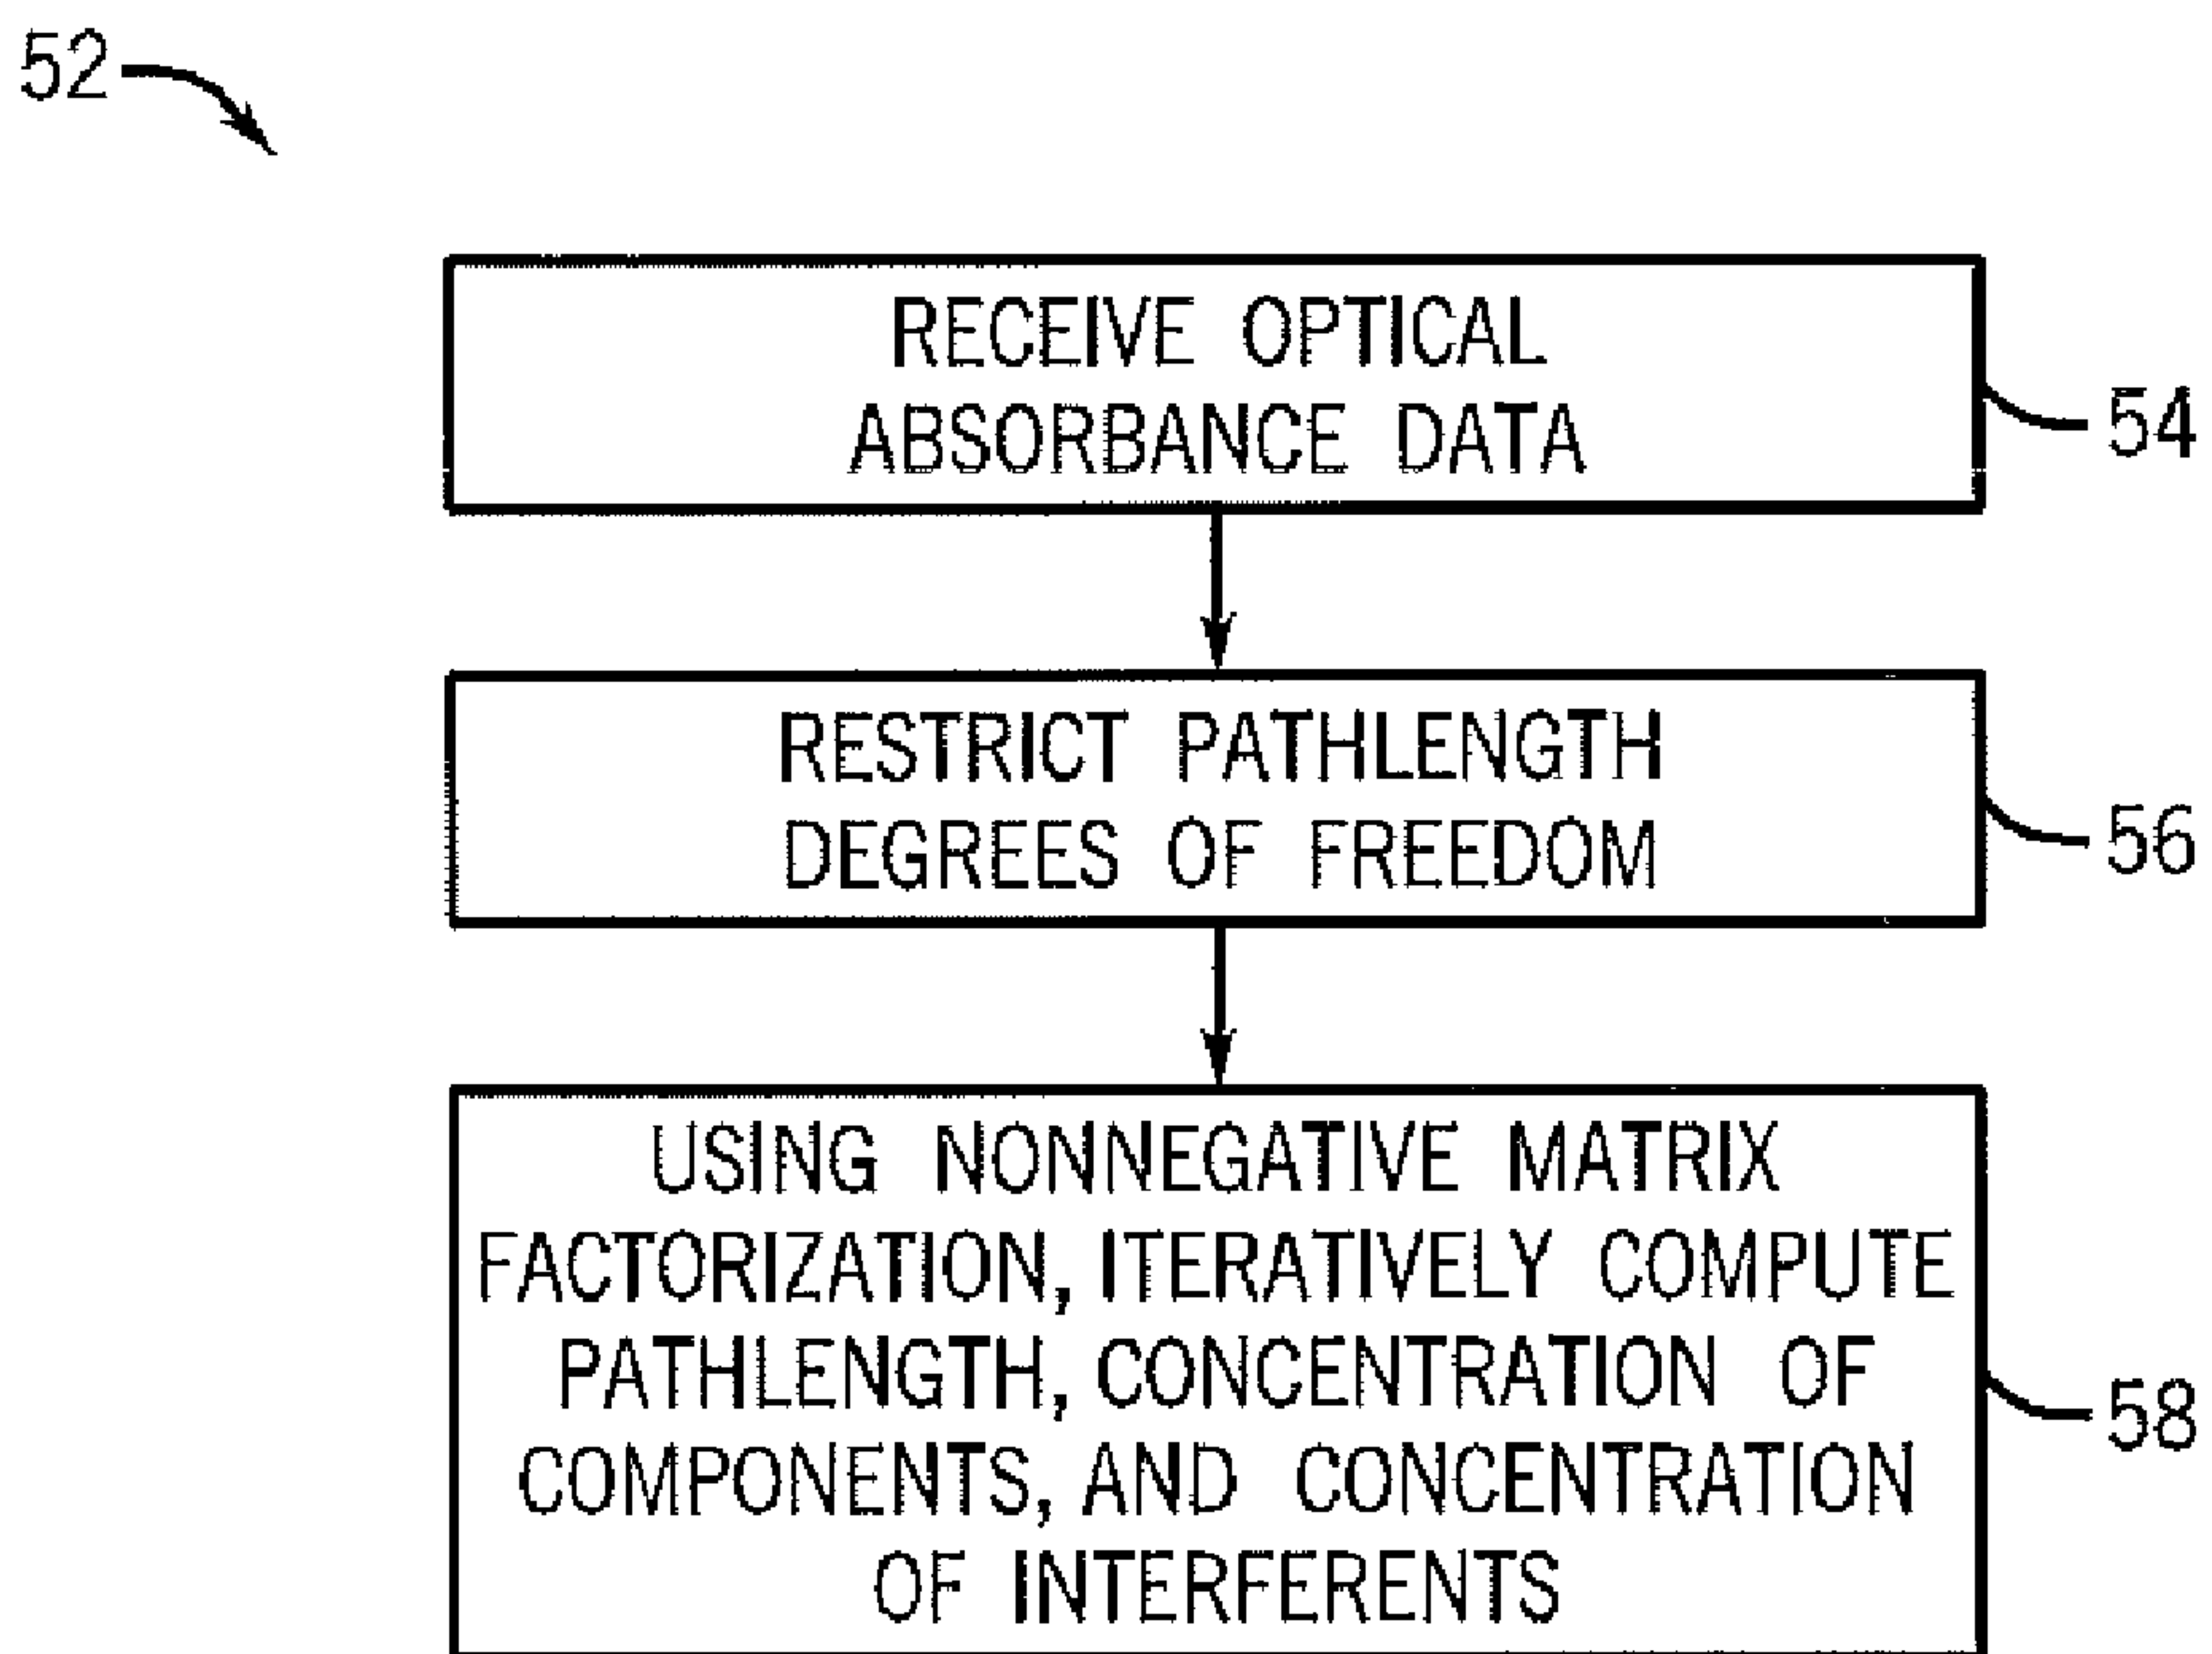 52
RECEIVE OPTICAL
ABSORBANCE DATA
54
RESTRICT PATHLENGTH
DEGREES OF FREEDOM
56
USING NONNEGATIVE MATRIX
FACTORIZATION, ITERATIVELY COMPUTE
PATHLENGTH, CONCENTRATION OF
COMPONENTS, AND CONCENTRATION
OF INTERFERENTS
58